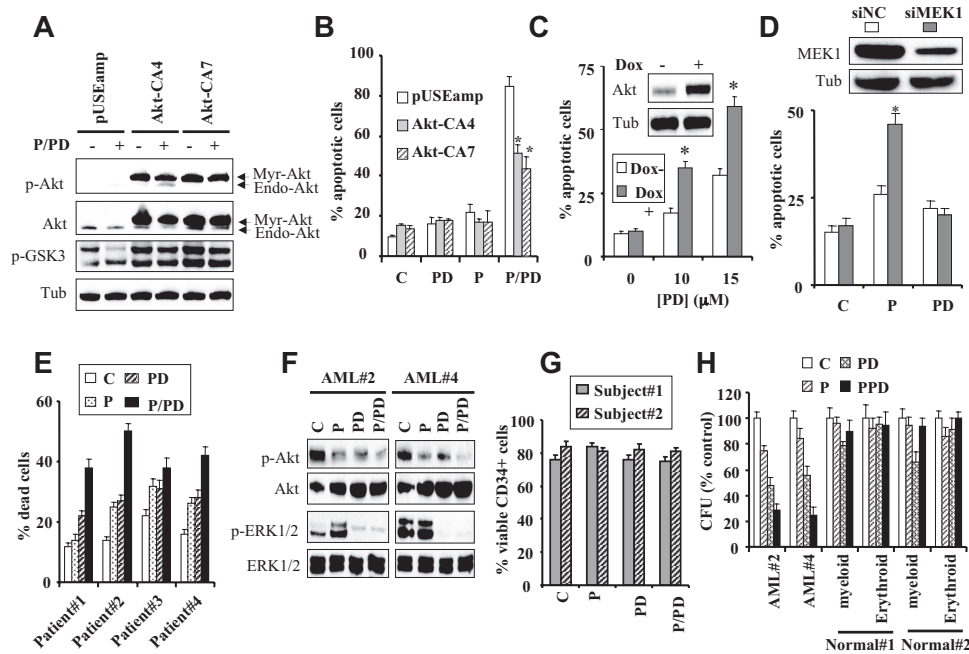 A
pUSEamp
Akt-CA4
Akt-CA7
P/PD - + - + - +
p-Akt
Myr-Akt
Endo-Akt
Akt
Myr-Akt
Endo-Akt
p-GSK3
Tub
B
% apoptotic cells
100
80
60
40
20
0
pUSEamp
Akt-CA4
Akt-CA7
*
*
C PD P P/PD
C
% apoptotic cells
75
50
25
0
Dox - +
Akt
Tub
Dox-
Dox
+
*
*
0 10 15
[PD] (μM)
D
siNC siMEK1
MEK1
Tub
% apoptotic cells
50
25
0
*
C P PD
E
% dead cells
60
40
20
0
C PD
P P/PD
Patient#1
Patient#2
Patient#3
Patient#4
F
AML#2 AML#4
C P PD P/PD C P PD P/PD
p-Akt
Akt
p-ERK1/2
ERK1/2
G
% viable CD34+ cells
100
80
60
40
20
0
Subject#1
Subject#2
C P PD P/PD
H
C PD
P PPD
CFU (% control)
120
100
80
60
40
20
0
AML#2
AML#4
myeloid
Erythroid
myeloid
Erythroid
Normal#1 Normal#2